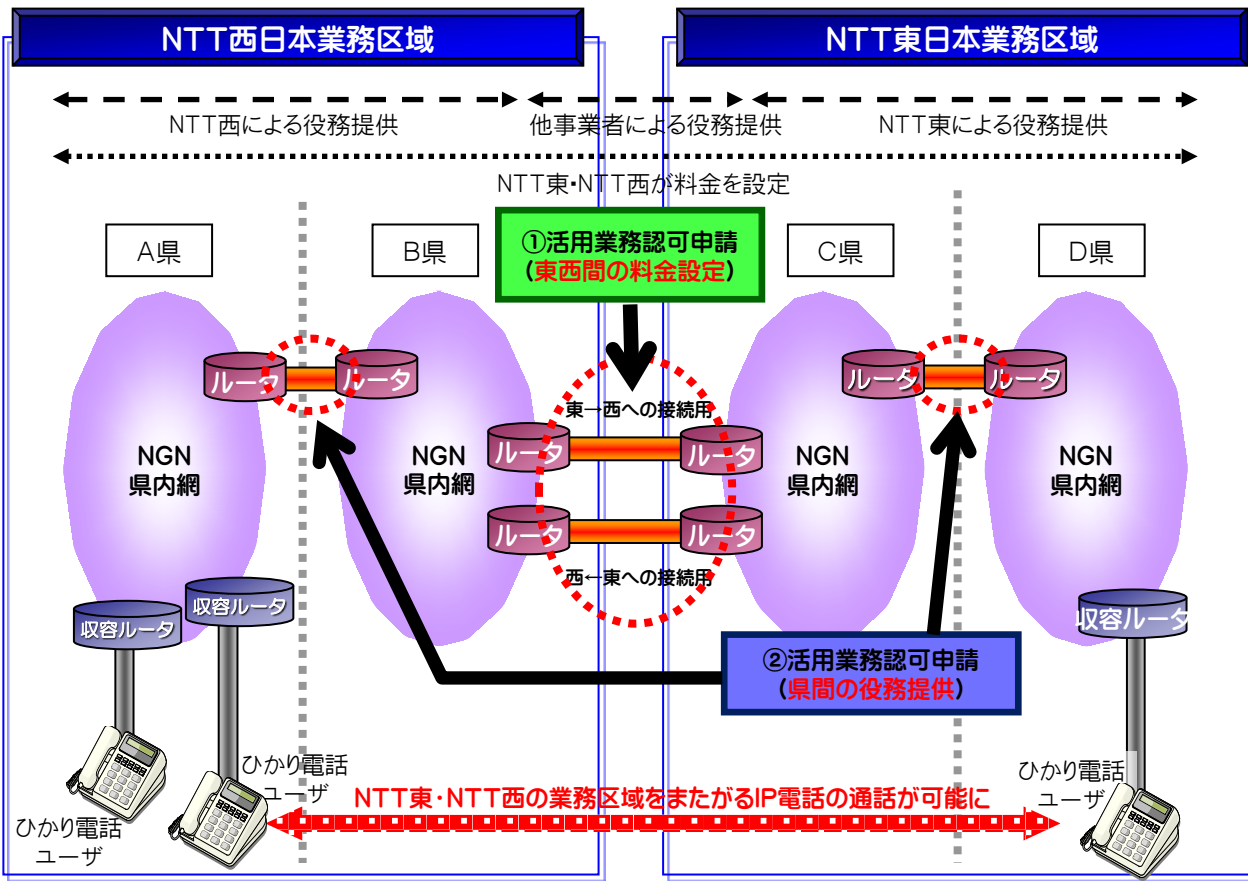 NTT西日本業務区域
NTT東日本業務区域
NTT西による役務提供
他事業者による役務提供
NTT東による役務提供
NTT東・NTT西が料金を設定
A県
B県
①活用業務認可申請
(東西間の料金設定)
C県
D県
ルータ
ルータ
ルータ
ルータ
東→西への接続用
ルータ
ルータ
NGN
県内網
NGN
県内網
NGN
県内網
NGN
県内網
ルータ
ルータ
西←東への接続用
収容ルータ
収容ルータ
収容ルータ
②活用業務認可申請
(県間の役務提供)
ひかり電話
ユーザ
ひかり電話
ユーザ
ひかり電話
ユーザ
NTT東・NTT西の業務区域をまたがるIP電話の通話が可能に